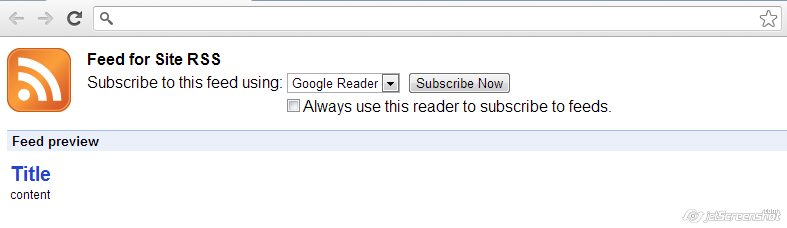 Feed for Site RSS
Subscribe to this feed using: Google Reader Subscribe Now
Always use this reader to subscribe to feeds.
Feed preview
Title
content
jetScreenshot.com